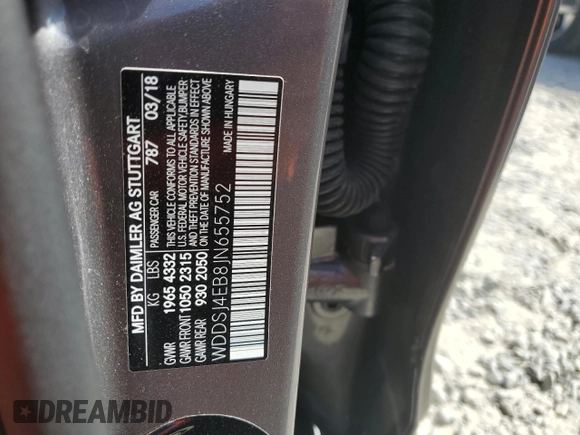 MFD BY DAIMLER AG STUTTGART
KG LBS PASSENGER CAR 787 03/18
GVWR 1965 4332 THIS VEHICLE CONFORMS TO ALL APPLICABLE
GAWR FRONT 1050 2315 U.S. FEDERAL MOTOR VEHICLE SAFETY, BUMPER
AND THEFT PREVENTION STANDARDS IN EFFECT
GAWR REAR 930 2050 ON THE DATE OF MANUFACTURE SHOWN ABOVE
WDDSJ4EB8JN655752 MADE IN HUNGARY
DREAMBID